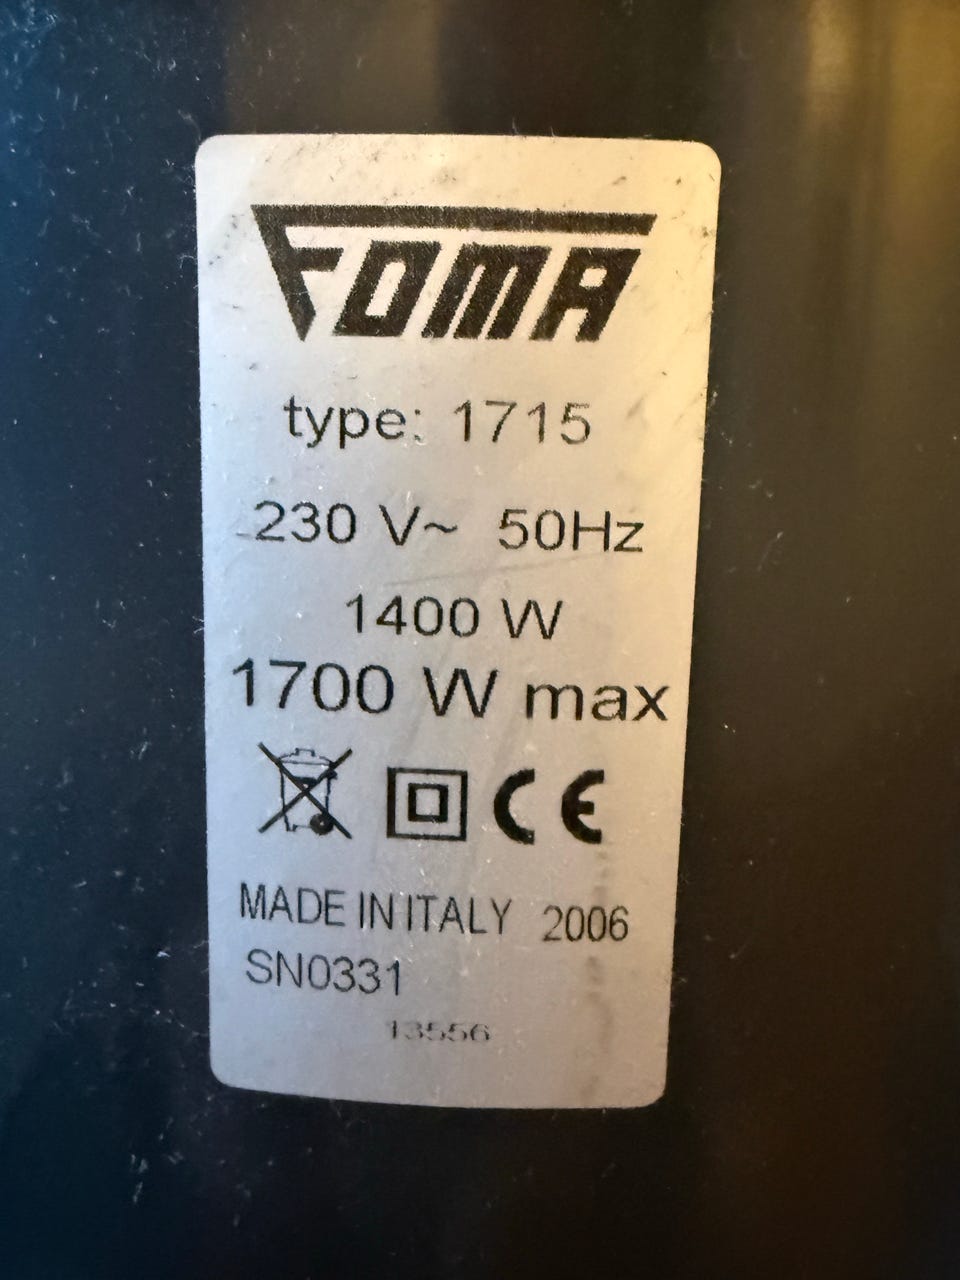 FOMA
type: 1715
230 V~ 50Hz
1400 W
1700 W max
CE
MADE IN ITALY 2006
SN0331
13556